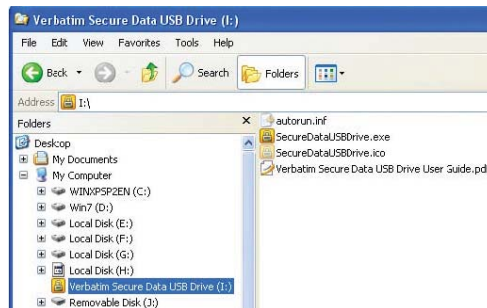 Verbatim Secure Data USB Drive (I:)
File Edit View Favorites Tools Help
Back Search Folders
Address I:\
Folders
Desktop
My Documents
My Computer
WINXPSP2EN (C:)
Win7 (D:)
Local Disk (E:)
Local Disk (F:)
Local Disk (G:)
Local Disk (H:)
Verbatim Secure Data USB Drive (I:)
Removable Disk (J:)
autorun.inf
SecureDataUSBDrive.exe
SecureDataUSBDrive.ico
Verbatim Secure Data USB Drive User Guide.pd